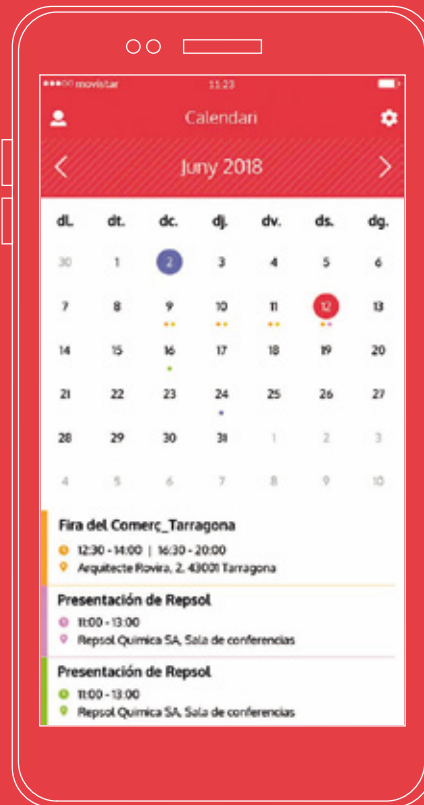 movistar 11:23
Calendari
Juny 2018
dl. dt. dc. dj. dv. ds. dg.
30 1 2 3 4 5 6
7 8 9 10 11 12 13
14 15 16 17 18 19 20
21 22 23 24 25 26 27
28 29 30 31 1 2 3
4 5 6 7 8 9 10
Fira del Comerç_Tarragona
12:30 - 14:00 | 16:30 - 20:00
Arquitecte Rovira, 2, 43001 Tarragona
Presentación de Repsol
11:00 - 13:00
Repsol Quimica SA, Sala de conferencias
Presentación de Repsol
11:00 - 13:00
Repsol Quimica SA, Sala de conferencias